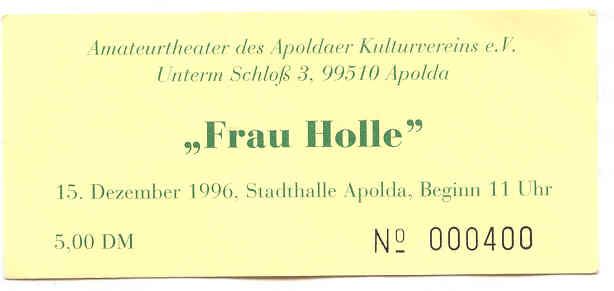 Amateurtheater des Apoldaer Kulturvereins e.V.
Unterm Schloß 3, 99510 Apolda
„Frau Holle”
15. Dezember 1996, Stadthalle Apolda, Beginn 11 Uhr
5,00 DM Nº 000400